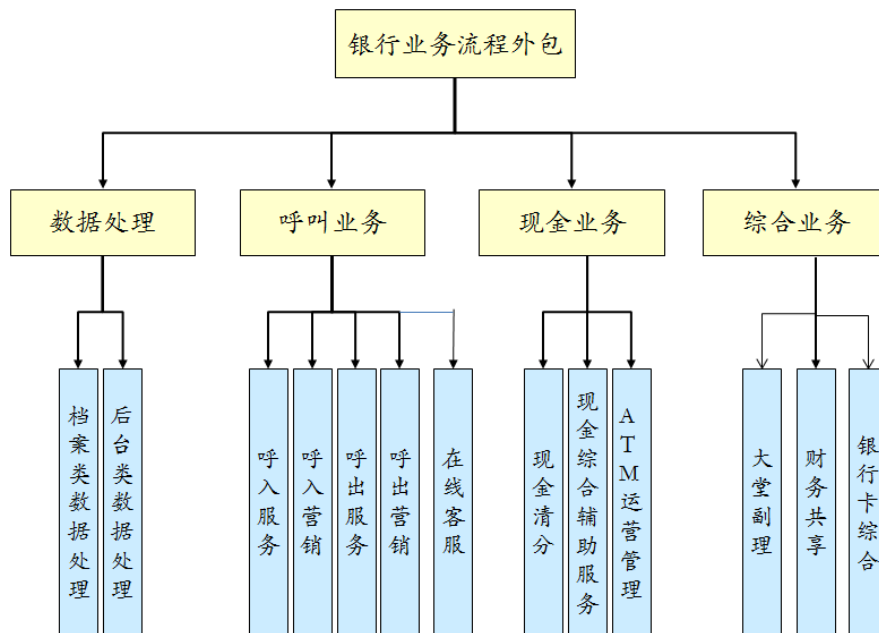 银行业务流程外包
数据处理
呼叫业务
现金业务
综合业务
档案类数据处理
后台类数据处理
呼入服务
呼入营销
呼出服务
呼出营销
在线客服
现金清分
现金综合辅助服务
ATM运营管理
大堂副理
财务共享
银行卡综合